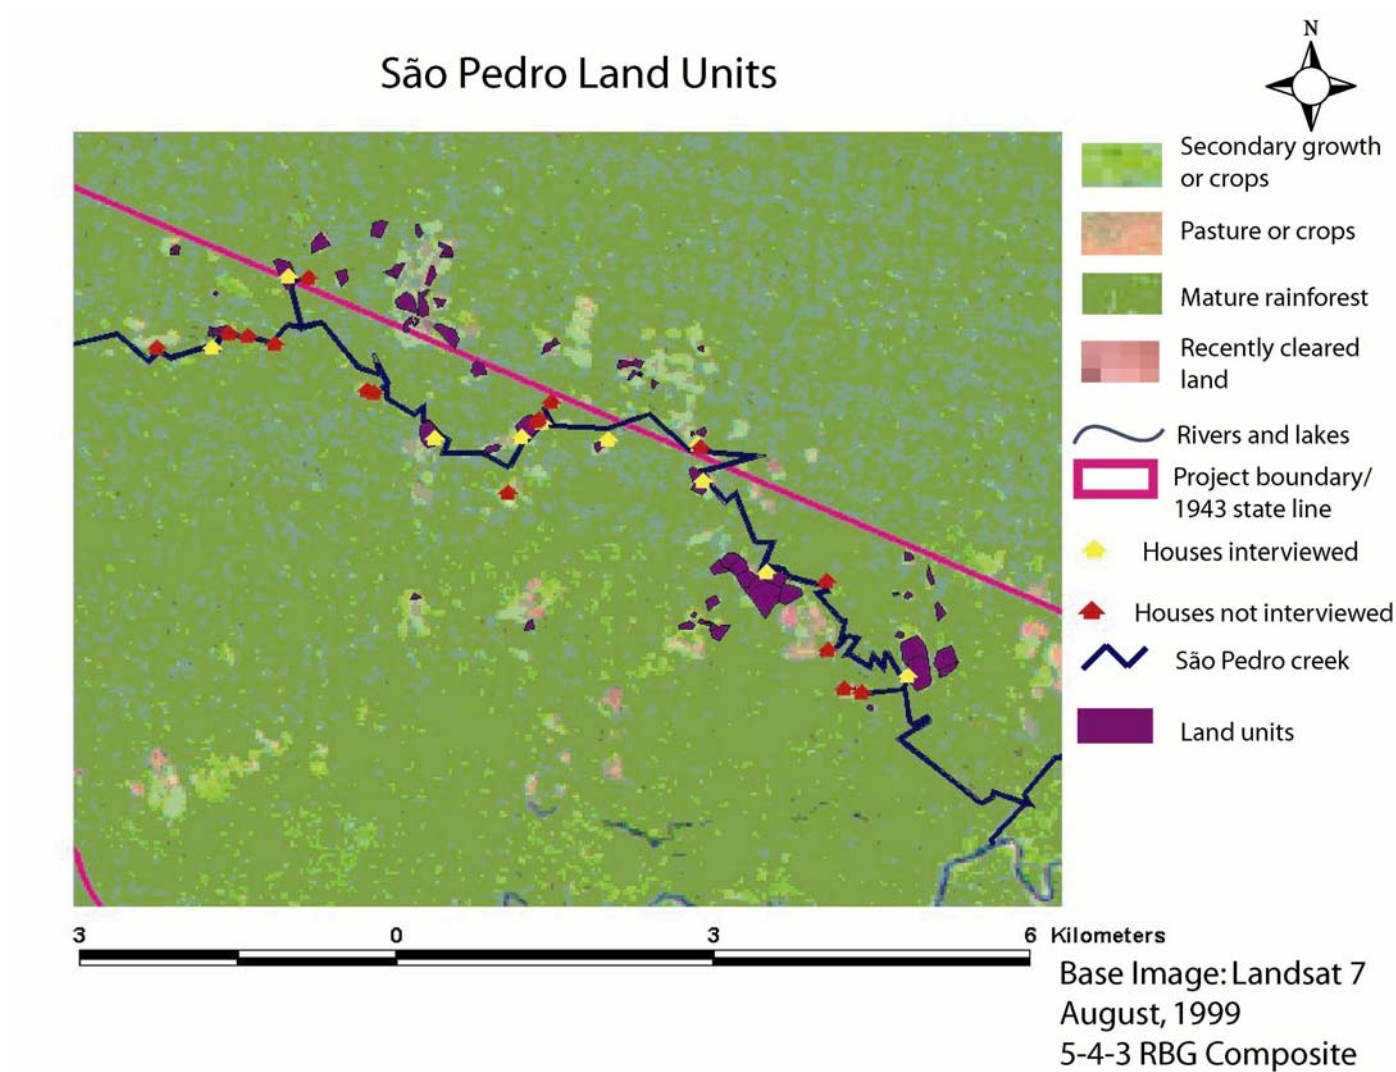 N
São Pedro Land Units
Secondary growth
or crops
Pasture or crops
Mature rainforest
Recently cleared
land
Rivers and lakes
Project boundary/
1943 state line
Houses interviewed
Houses not interviewed
São Pedro creek
Land units
3 0 3 6 Kilometers
Base Image: Landsat 7
August, 1999
5-4-3 RBG Composite